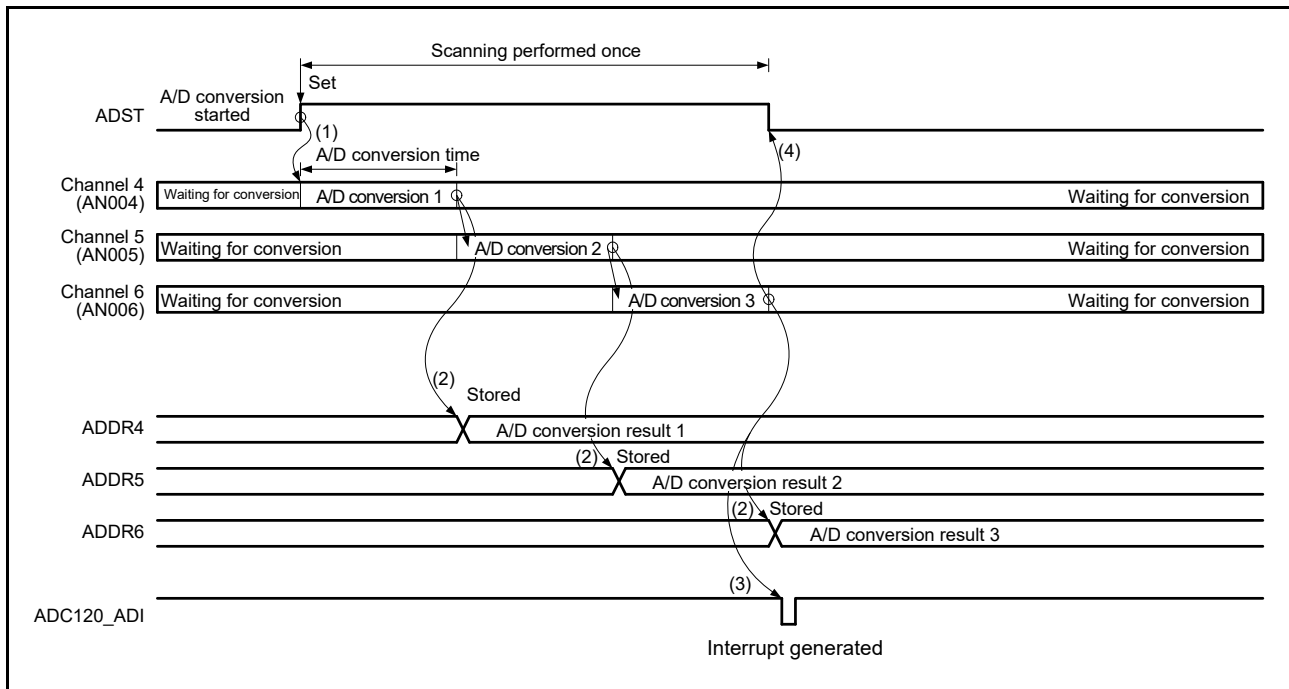 Scanning performed once
Set
A/D conversion
started
ADST
(1)
(4)
A/D conversion time
Channel 4
(AN004)
Waiting for conversion
A/D conversion 1
Waiting for conversion
Channel 5
(AN005)
Waiting for conversion
A/D conversion 2
Waiting for conversion
Channel 6
(AN006)
Waiting for conversion
A/D conversion 3
Waiting for conversion
(2)
Stored
ADDR4
A/D conversion result 1
(2)
Stored
ADDR5
A/D conversion result 2
(2)
Stored
ADDR6
A/D conversion result 3
(3)
ADC120_ADI
Interrupt generated